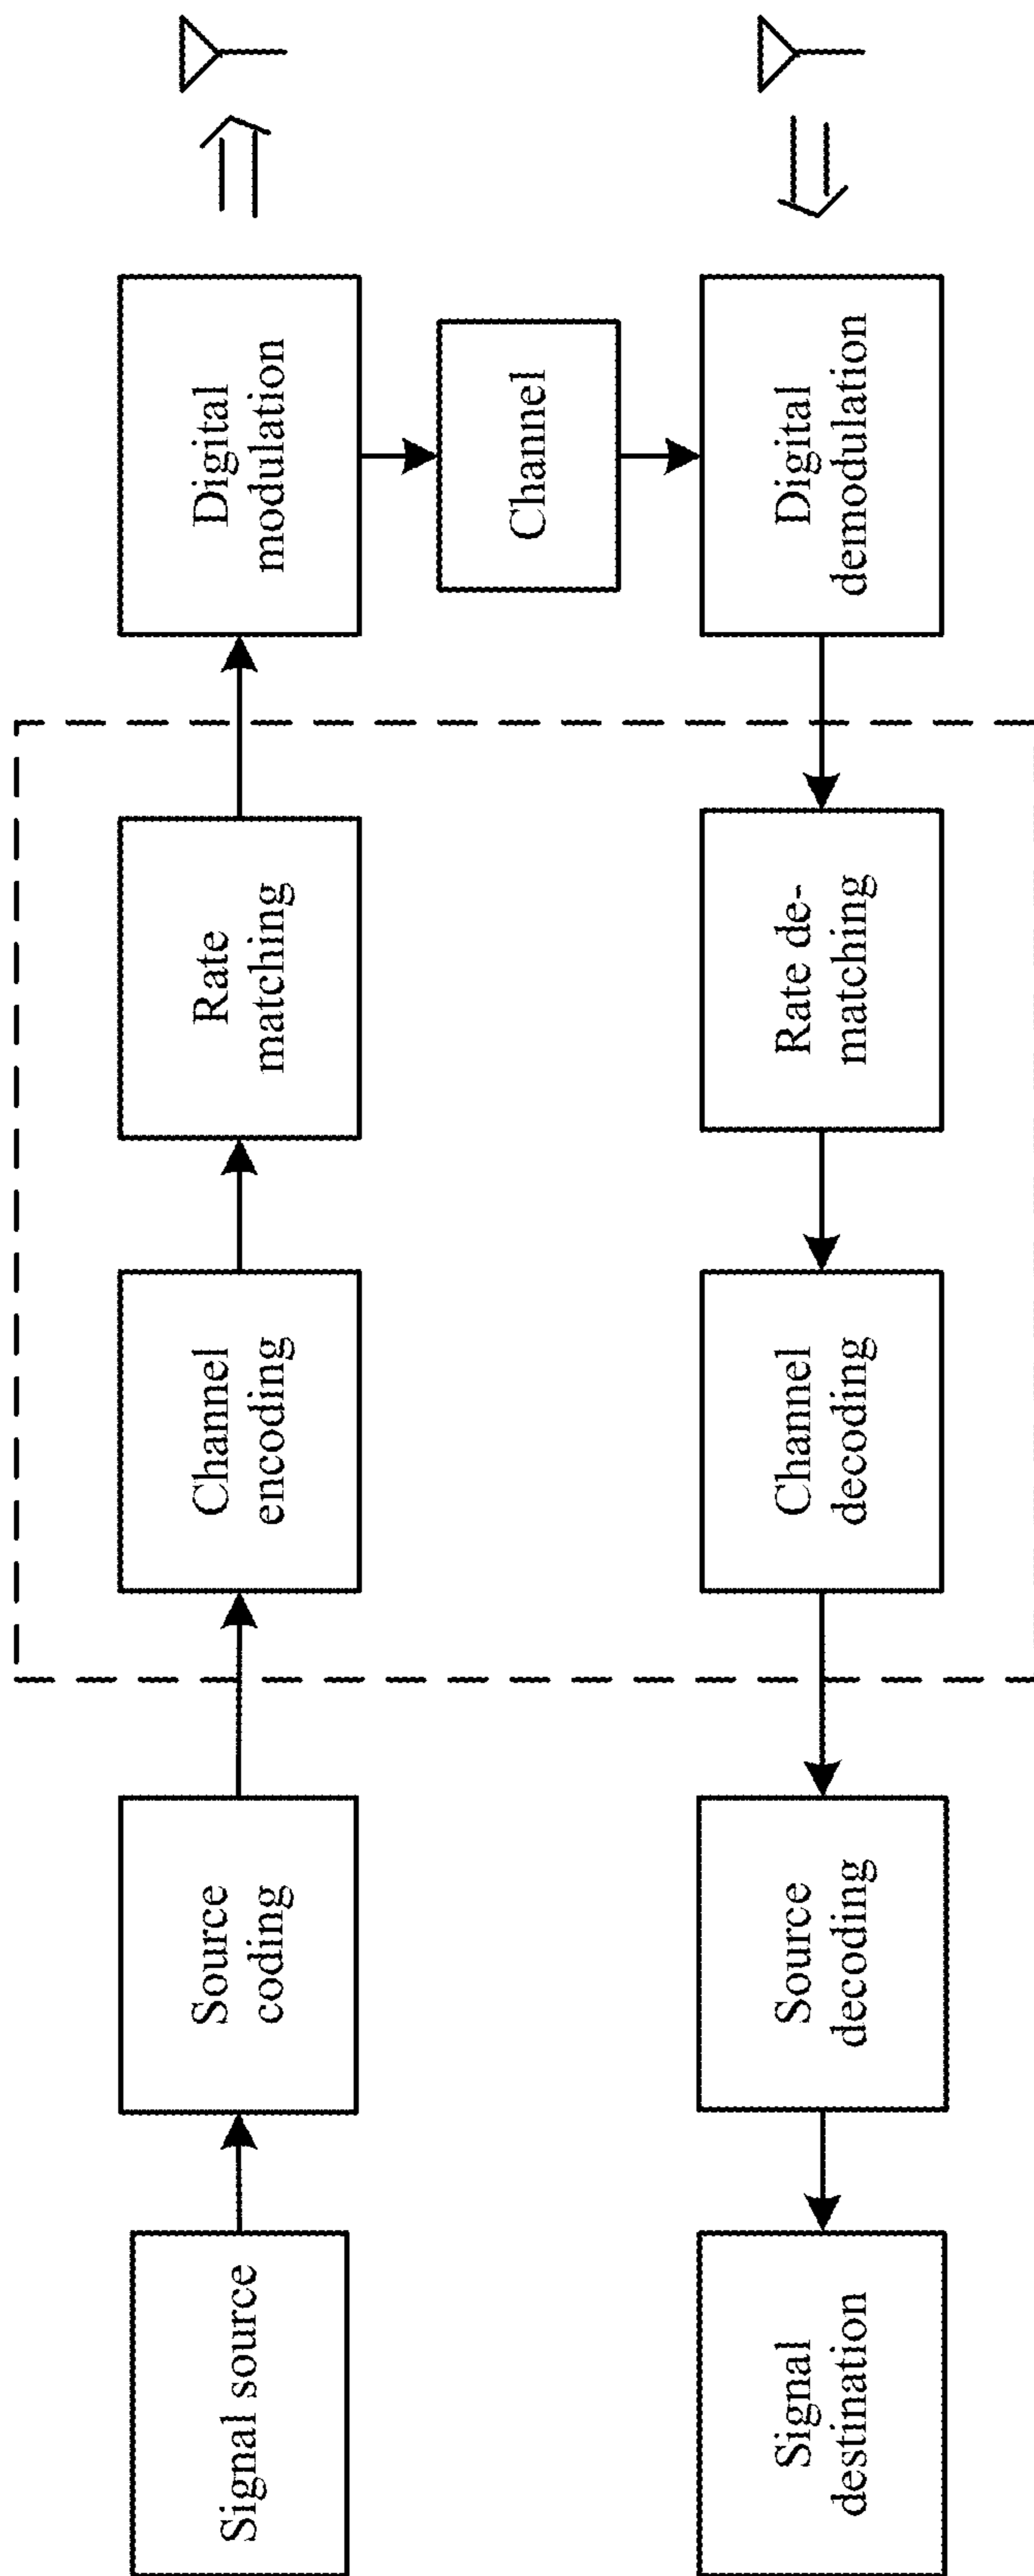 Signal source
Source
coding
Channel
encoding
Rate
matching
Digital
modulation
Channel
Signal
destination
Source
decoding
Channel
decoding
Rate de-
matching
Digital
demodulation